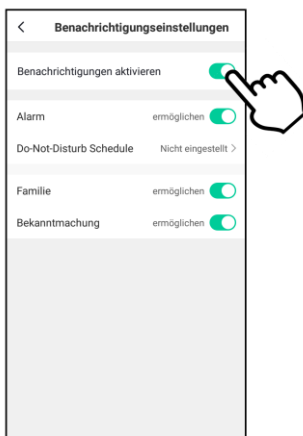 Benachrichtigungseinstellungen
Benachrichtigungen aktivieren
Alarm ermöglichen
Do-Not-Disturb Schedule Nicht eingestellt >
Familie ermöglichen
Bekanntmachung ermöglichen